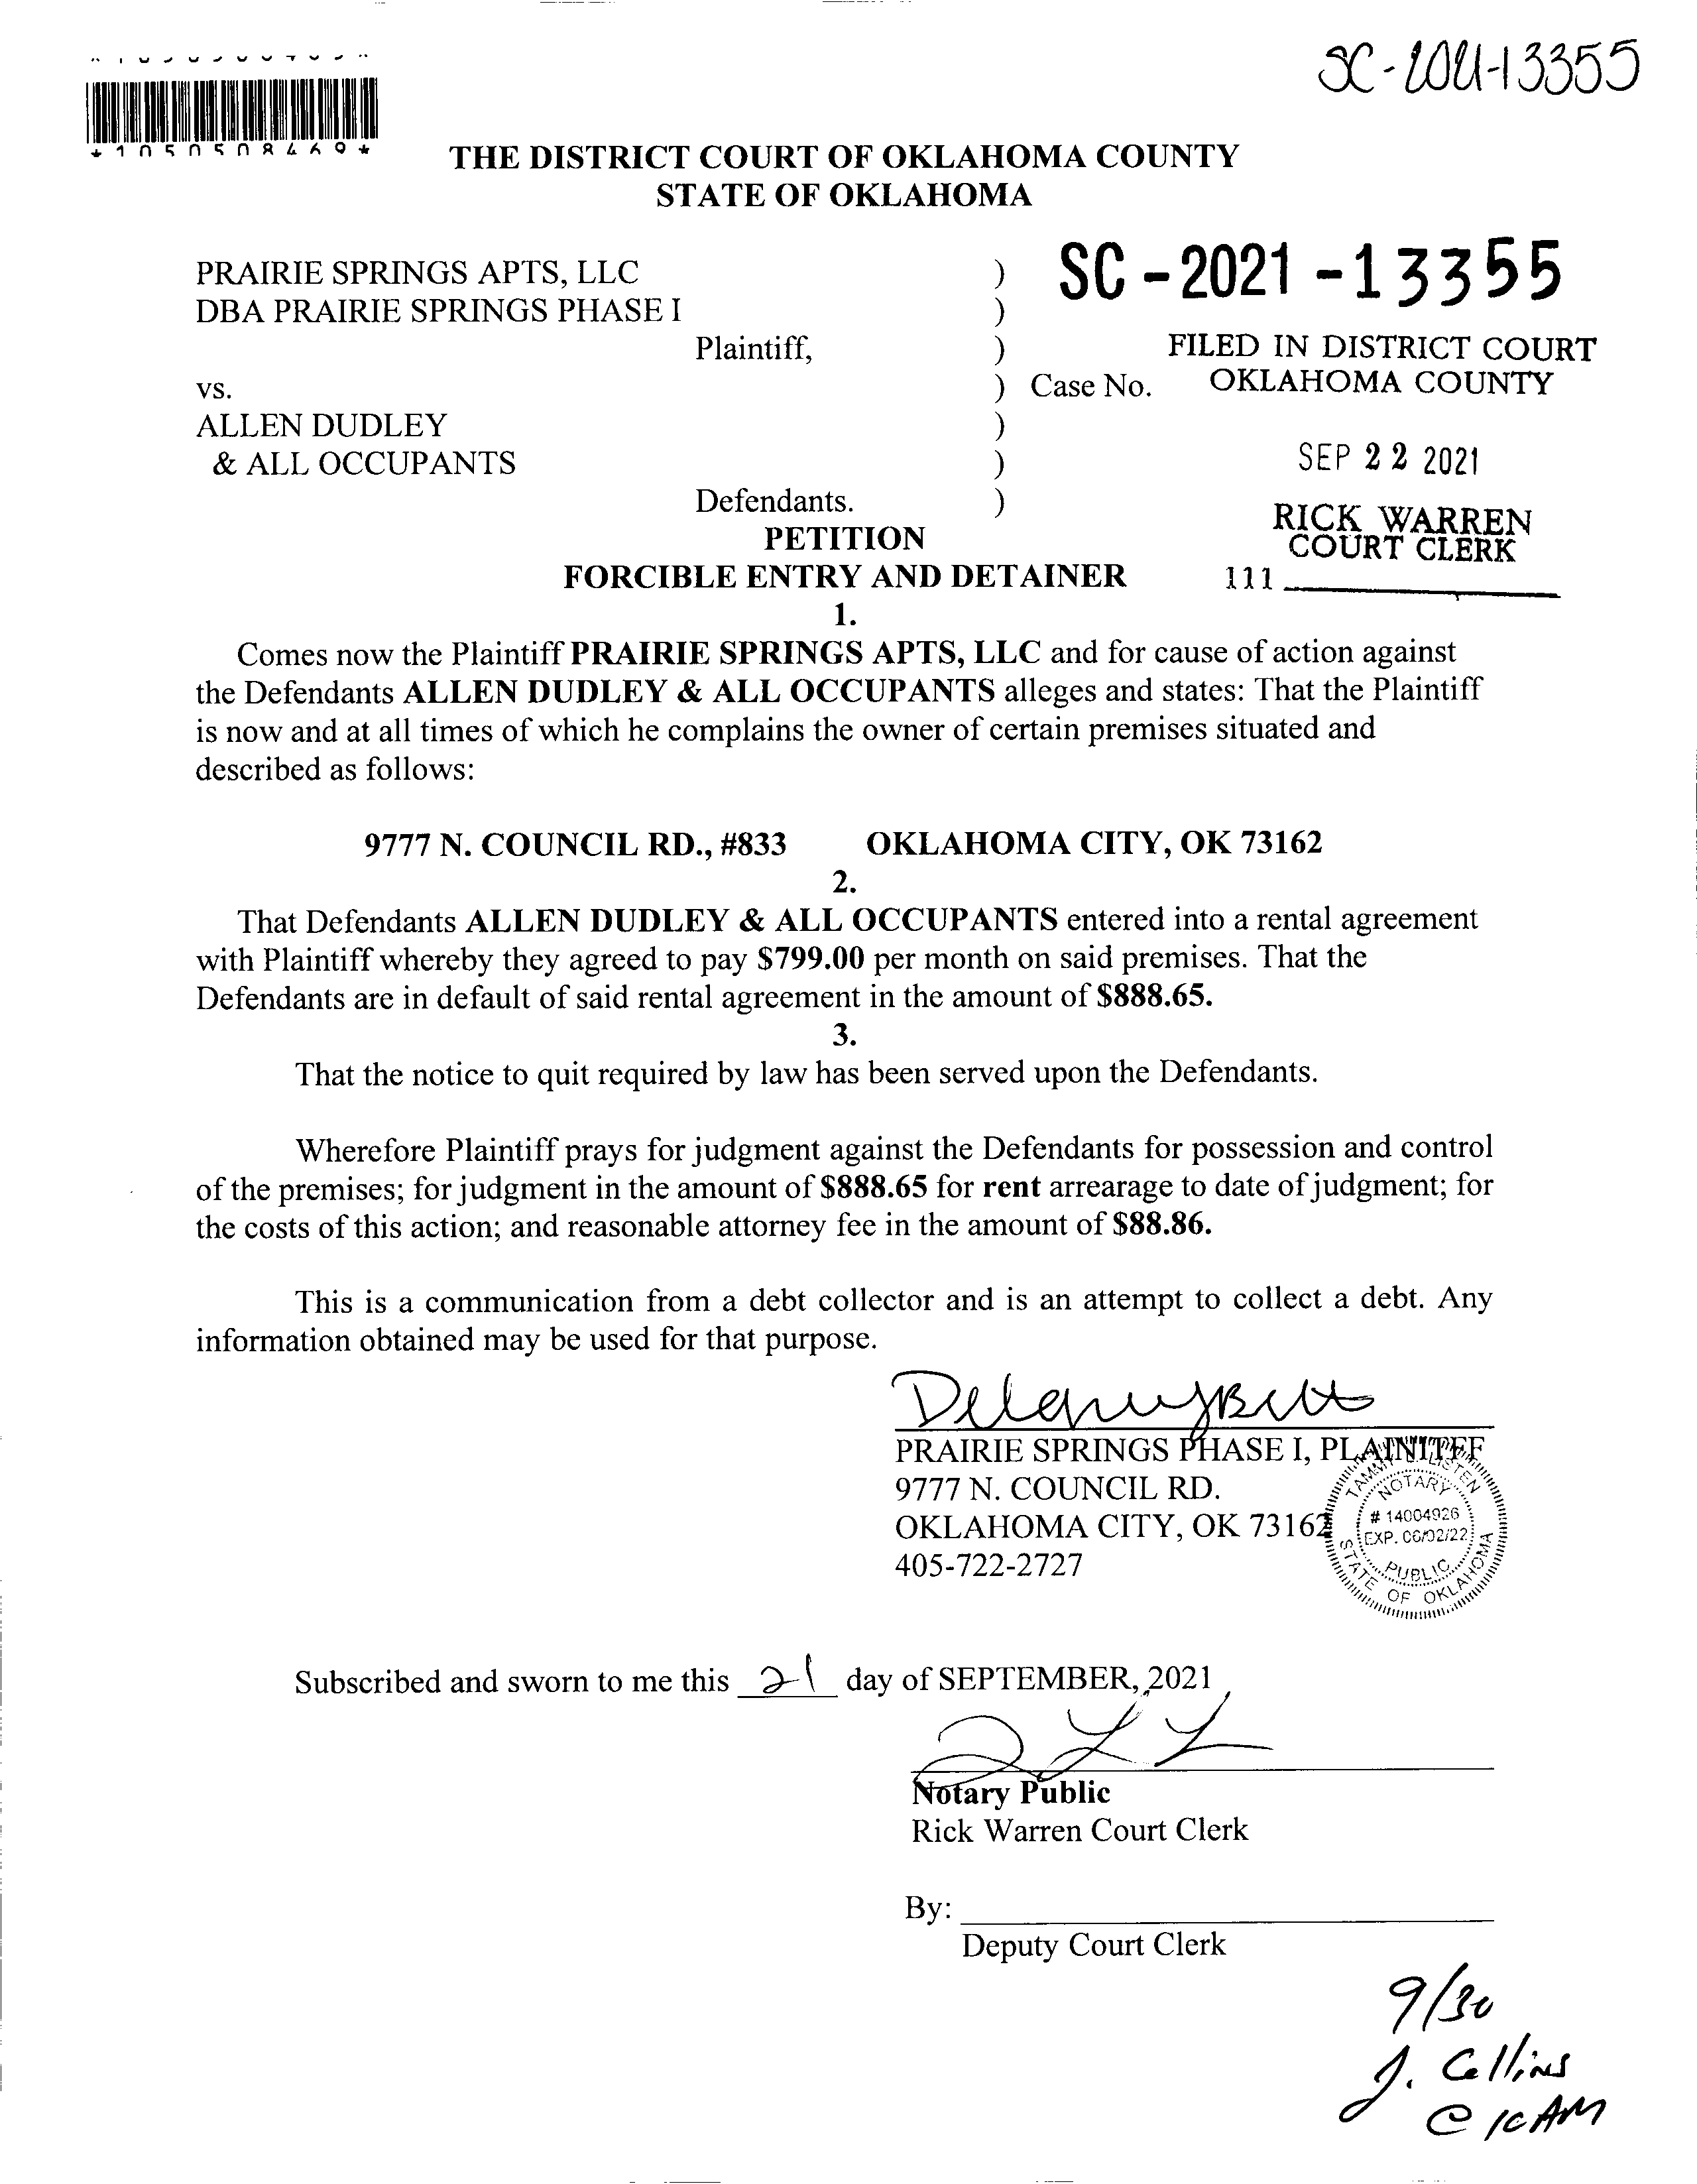 SC-2021-13355
*1050508469*
THE DISTRICT COURT OF OKLAHOMA COUNTY
STATE OF OKLAHOMA
PRAIRIE SPRINGS APTS, LLC )
DBA PRAIRIE SPRINGS PHASE I )
Plaintiff, )
vs. ) Case No.
ALLEN DUDLEY )
& ALL OCCUPANTS )
Defendants. )
SC-2021-13355
FILED IN DISTRICT COURT
OKLAHOMA COUNTY
SEP 22 2021
RICK WARREN
COURT CLERK
111
PETITION
FORCIBLE ENTRY AND DETAINER
1.
Comes now the Plaintiff PRAIRIE SPRINGS APTS, LLC and for cause of action against
the Defendants ALLEN DUDLEY & ALL OCCUPANTS alleges and states: That the Plaintiff
is now and at all times of which he complains the owner of certain premises situated and
described as follows:
9777 N. COUNCIL RD., #833 OKLAHOMA CITY, OK 73162
2.
That Defendants ALLEN DUDLEY & ALL OCCUPANTS entered into a rental agreement
with Plaintiff whereby they agreed to pay $799.00 per month on said premises. That the
Defendants are in default of said rental agreement in the amount of $888.65.
3.
That the notice to quit required by law has been served upon the Defendants.
Wherefore Plaintiff prays for judgment against the Defendants for possession and control
of the premises; for judgment in the amount of $888.65 for rent arrearage to date of judgment; for
the costs of this action; and reasonable attorney fee in the amount of $88.86.
This is a communication from a debt collector and is an attempt to collect a debt. Any
information obtained may be used for that purpose.
PRAIRIE SPRINGS PHASE I, PLAINITFF
9777 N. COUNCIL RD.
OKLAHOMA CITY, OK 73162
405-722-2727
TAMMY LISTEN
NOTARY
# 14004926
EXP. 06/02/22
PUBLIC
STATE OF OKLAHOMA
Subscribed and sworn to me this 21 day of SEPTEMBER, 2021
Notary Public
Rick Warren Court Clerk
By:
Deputy Court Clerk
9/30
J. Collins
@ 10 AM